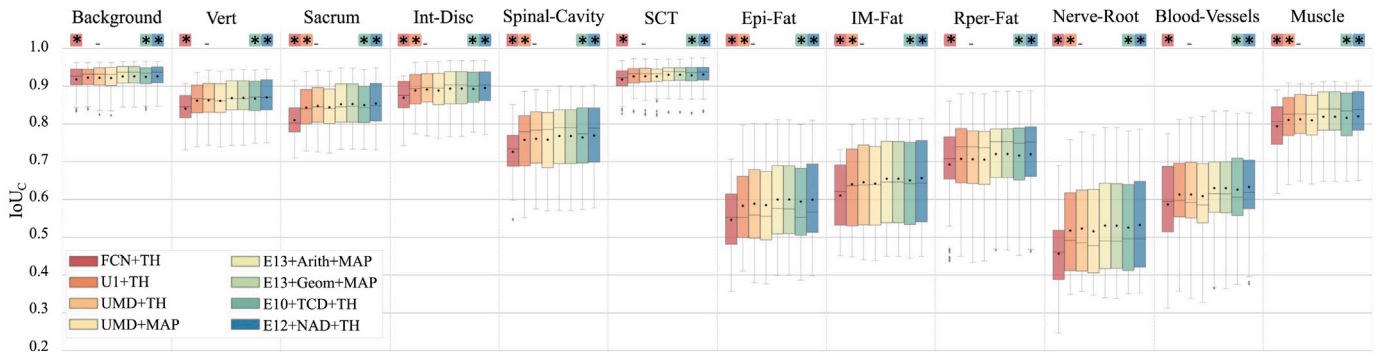 Background Vert Sacrum Int-Disc Spinal-Cavity SCT Epi-Fat IM-Fat Rper-Fat Nerve-Root Blood-Vessels Muscle
* - * * * - * * * * - * * * * - * * * * - * * * - * * * * - * * * * - * * * - * * * * - * * * - * * * * - * *
1.0
0.9
0.8
0.7
0.6
0.5
0.4
0.3
0.2
IoU_C
FCN+TH E13+Arith+MAP
U1+TH E13+Geom+MAP
UMD+TH E10+TCD+TH
UMD+MAP E12+NAD+TH